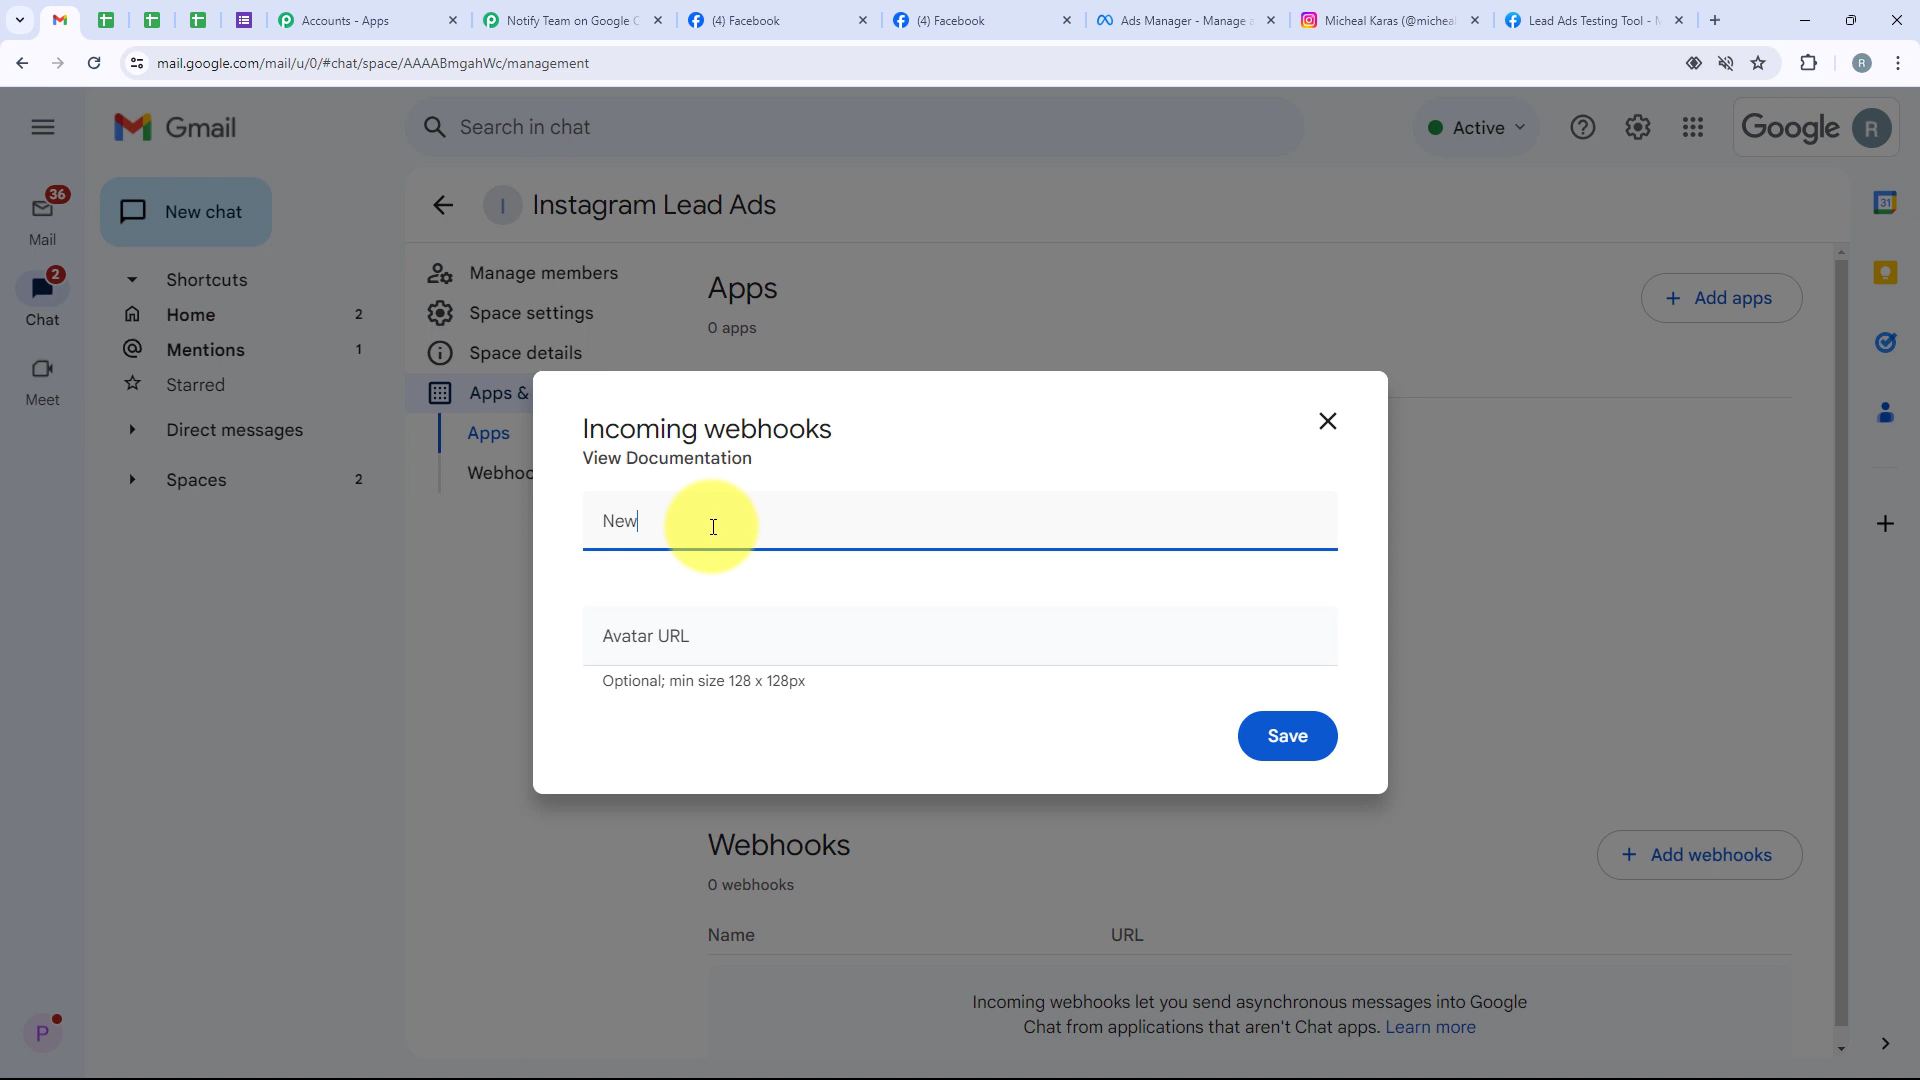 Accounts - Apps
Notify Team on Google C
(4) Facebook
(4) Facebook
Ads Manager - Manage a
Micheal Karas (@micheal
Lead Ads Testing Tool - M
mail.google.com/mail/u/0/#chat/space/AAAABmgahWc/management
R
Gmail
Search in chat
Active
Google
R
36
Mail
2
Chat
Meet
New chat
Shortcuts
Home 2
Mentions 1
Starred
Direct messages
Spaces 2
I Instagram Lead Ads
Manage members
Space settings
Space details
Apps &
Apps
Webhoo
Apps
0 apps
+ Add apps
Incoming webhooks
View Documentation
New
Avatar URL
Optional; min size 128 x 128px
Save
Webhooks
0 webhooks
+ Add webhooks
Name URL
Incoming webhooks let you send asynchronous messages into Google
Chat from applications that aren't Chat apps. Learn more
31
P